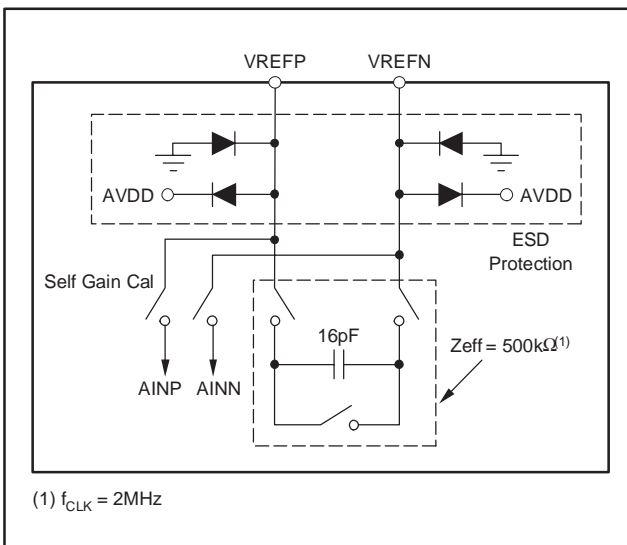 VREFP VREFN
AVDD AVDD
ESD
Protection
Self Gain Cal
16pF
Zeff = 500kΩ(1)
AINP AINN
(1) fCLK = 2MHz